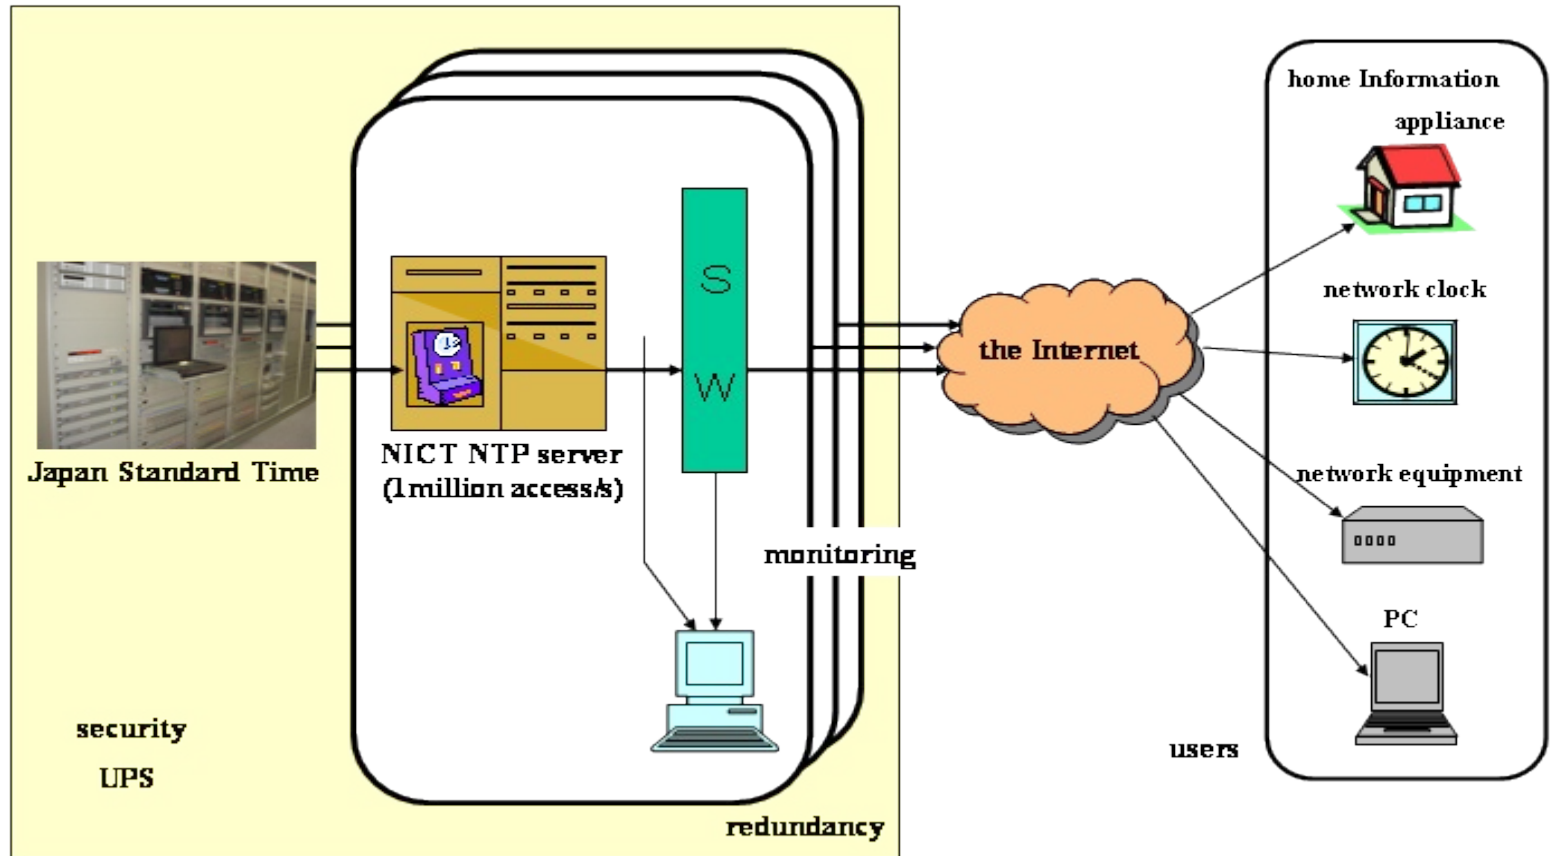 Japan Standard Time
NICT NTP server
(1million access/s)
S
W
monitoring
security
UPS
redundancy
the Internet
users
home Information
appliance
network clock
network equipment
PC